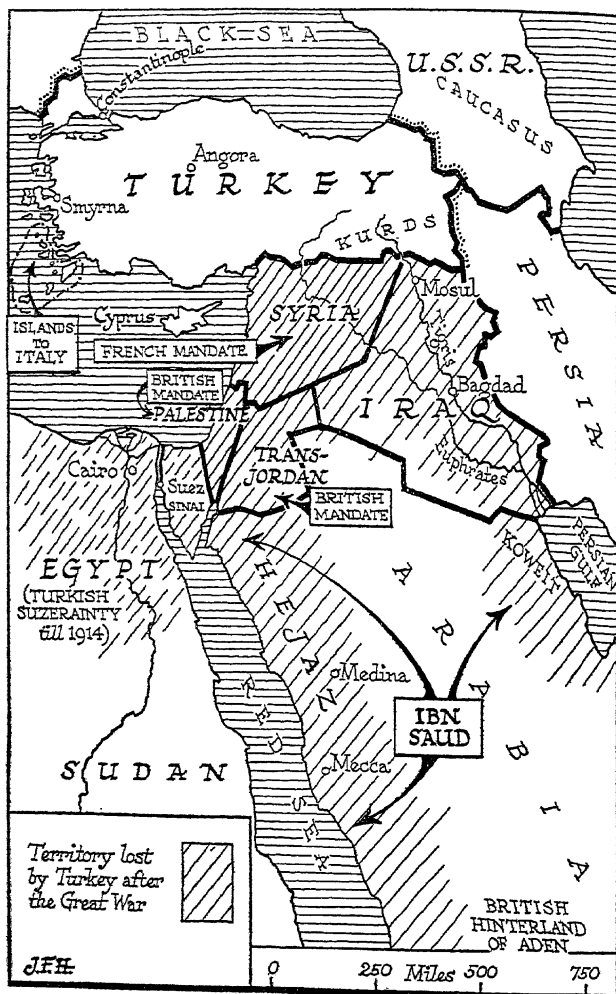 BLACK SEA
Constantinople
U.S.S.R.
CAUCASUS
Angora
TURKEY
Smyrna
KURDS
PERSIA
Mosul
ISLANDS
TO
ITALY
Cyprus
SYRIA
FRENCH MANDATE
Tigris
BRITISH
MANDATE
PALESTINE
Bagdad
IRAQ
Cairo
Suez
SINAI
TRANS-
JORDAN
Euphrates
BRITISH
MANDATE
PERSIAN
GULF
KOWEIT
EGYPT
(TURKISH
SUZERAINTY
till 1914)
HEJAZ
ARABIA
Medina
IBN
SAUD
RED SEA
Mecca
SUDAN
Territory lost
by Turkey after
the Great War
BRITISH
HINTERLAND
OF ADEN
J.F.H.
0 250 Miles 500 750